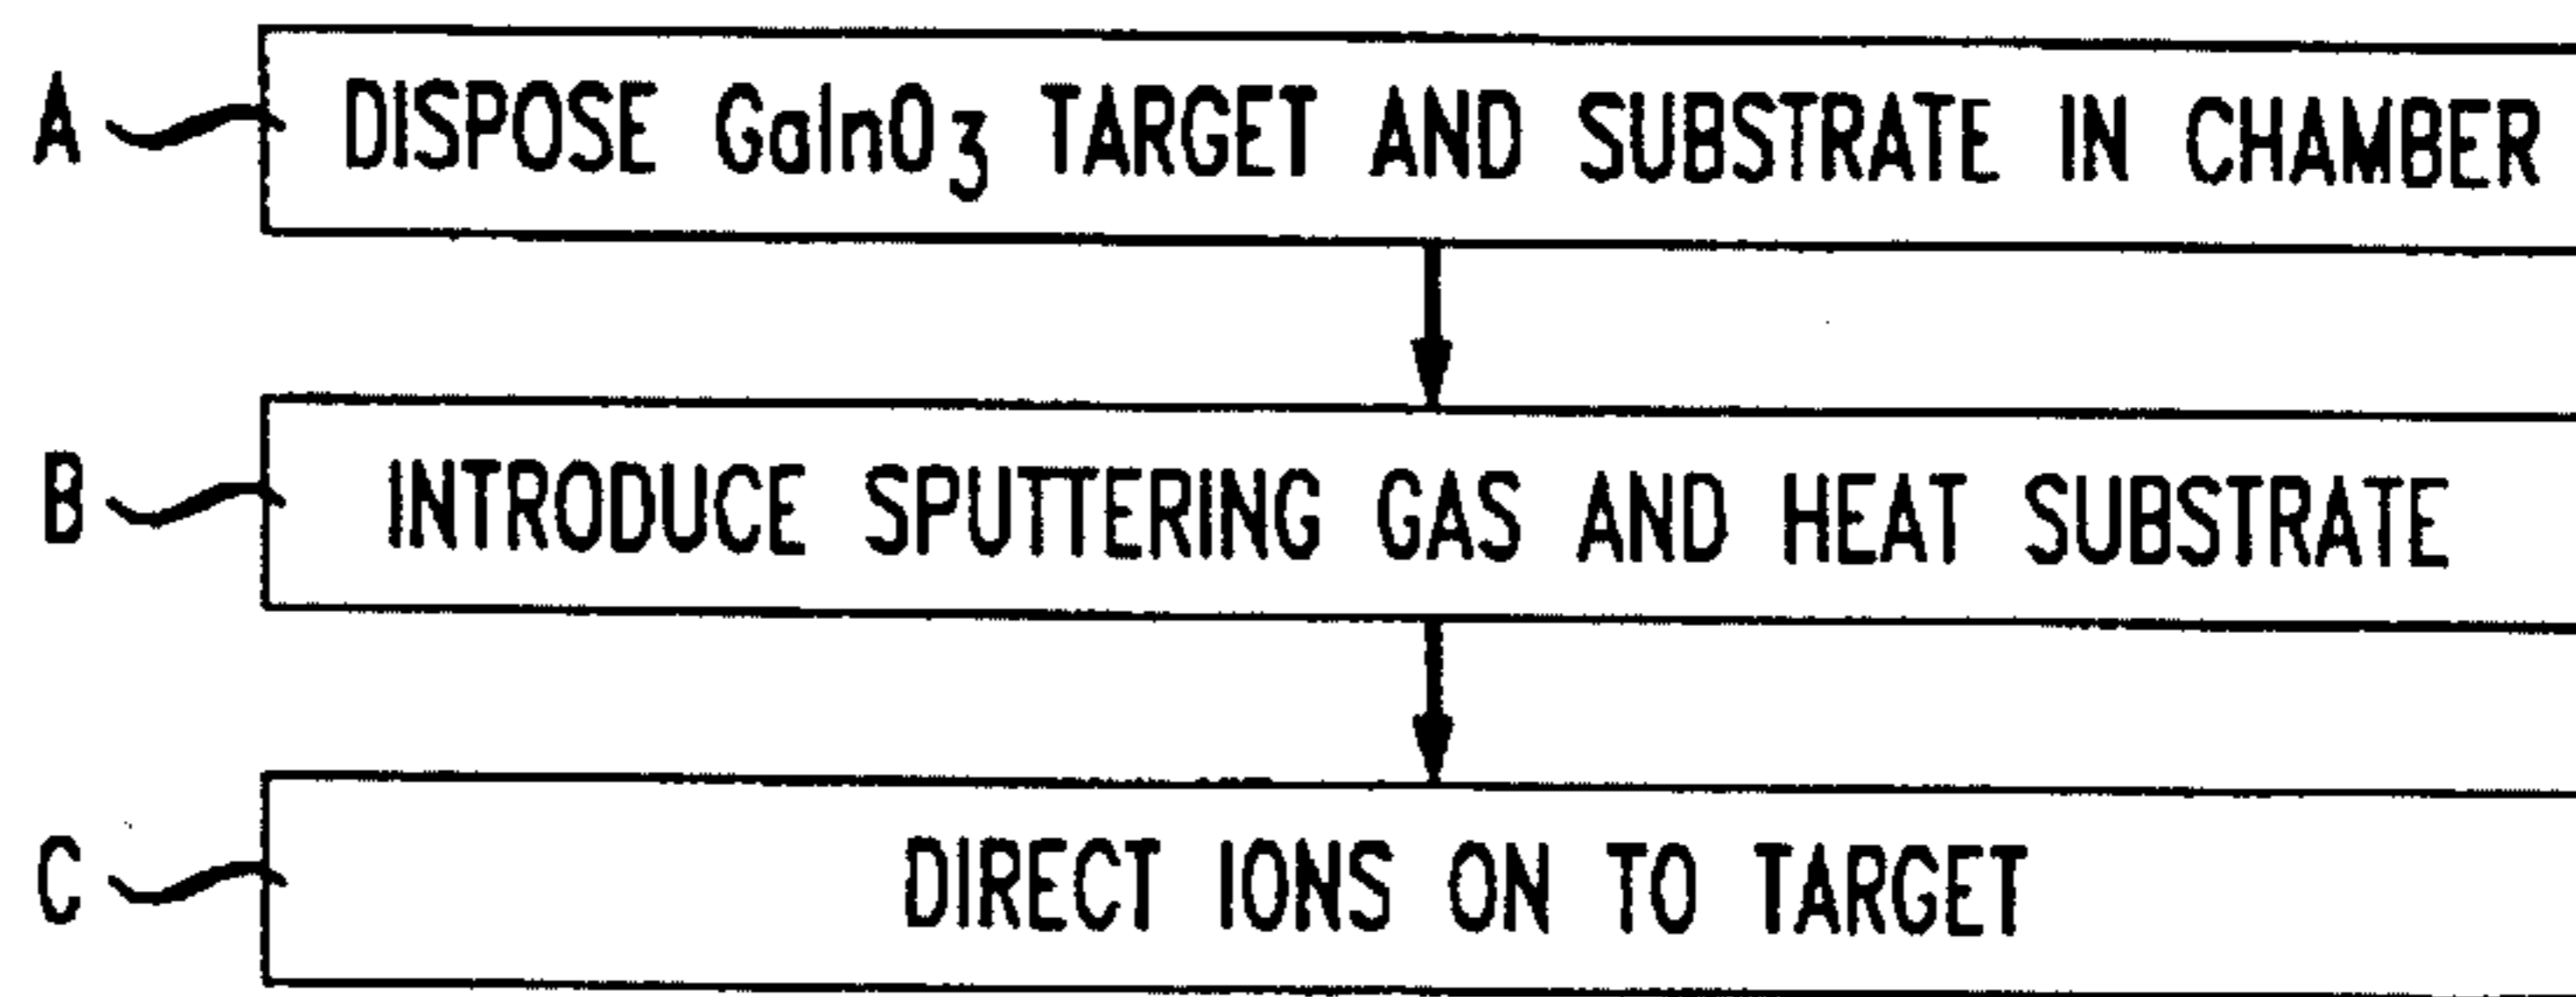 A DISPOSE GaInO3 TARGET AND SUBSTRATE IN CHAMBER
B INTRODUCE SPUTTERING GAS AND HEAT SUBSTRATE
C DIRECT IONS ON TO TARGET